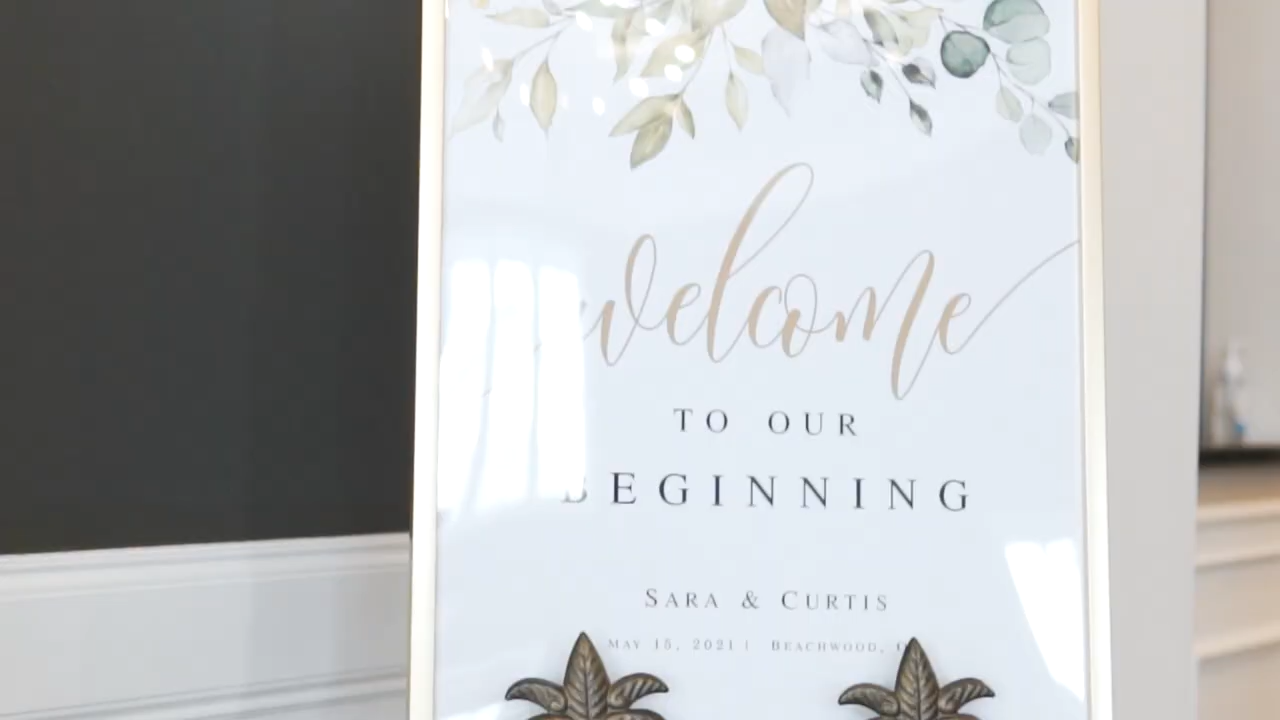 welcome
TO OUR
BEGINNING
SARA & CURTIS
MAY 15, 2021 | BEACHWOOD,